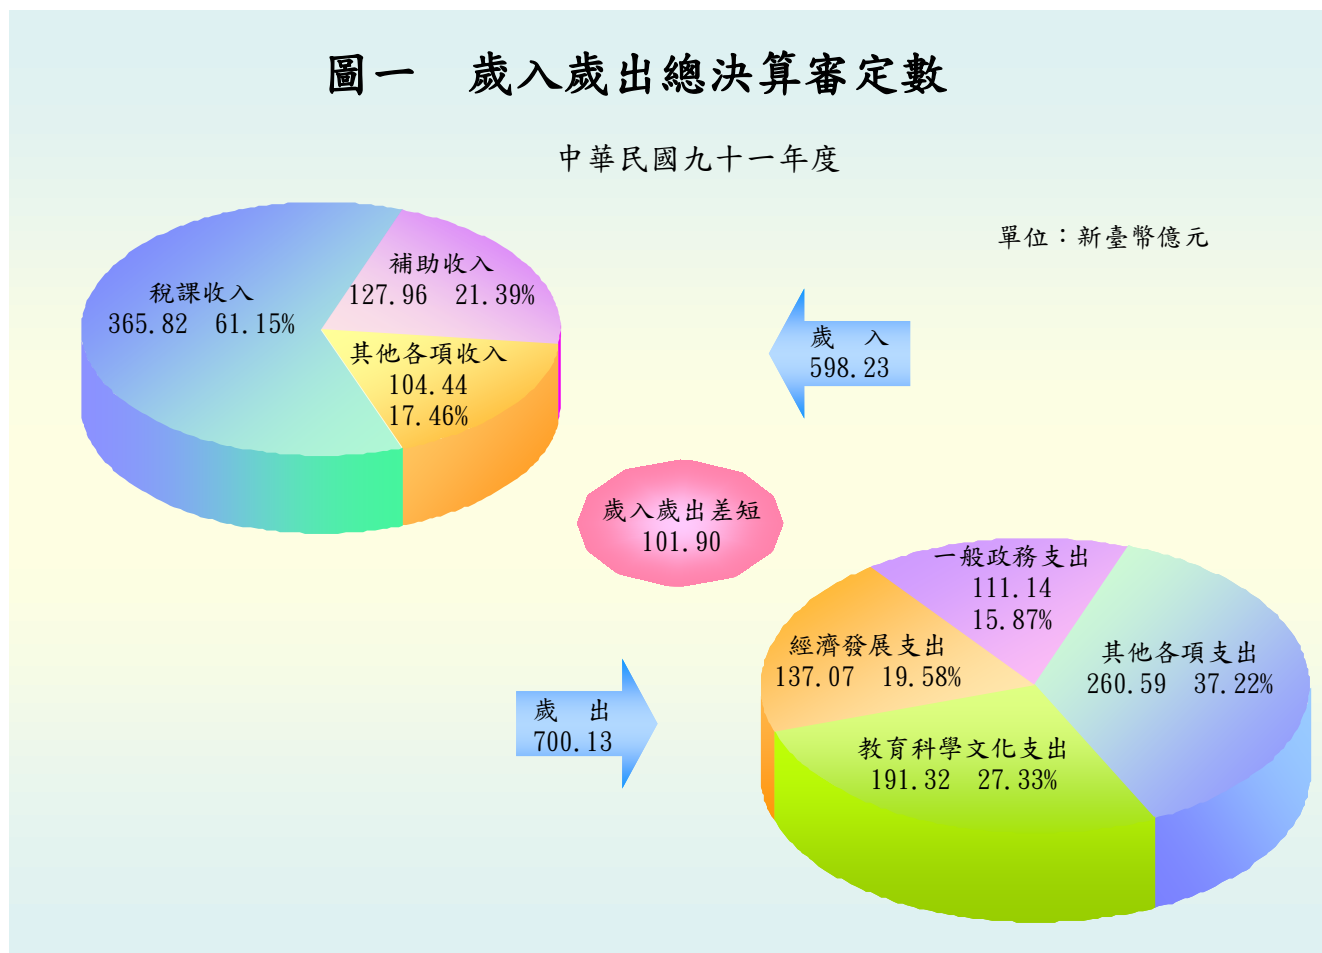 圖一　歲入歲出總決算審定數
中華民國九十一年度
單位：新臺幣億元
補助收入
127.96　21.39%
稅課收入
365.82　61.15%
其他各項收入
104.44
17.46%
歲　入
598.23
歲入歲出差短
101.90
一般政務支出
111.14
15.87%
經濟發展支出
137.07　19.58%
其他各項支出
260.59　37.22%
歲　出
700.13
教育科學文化支出
191.32　27.33%